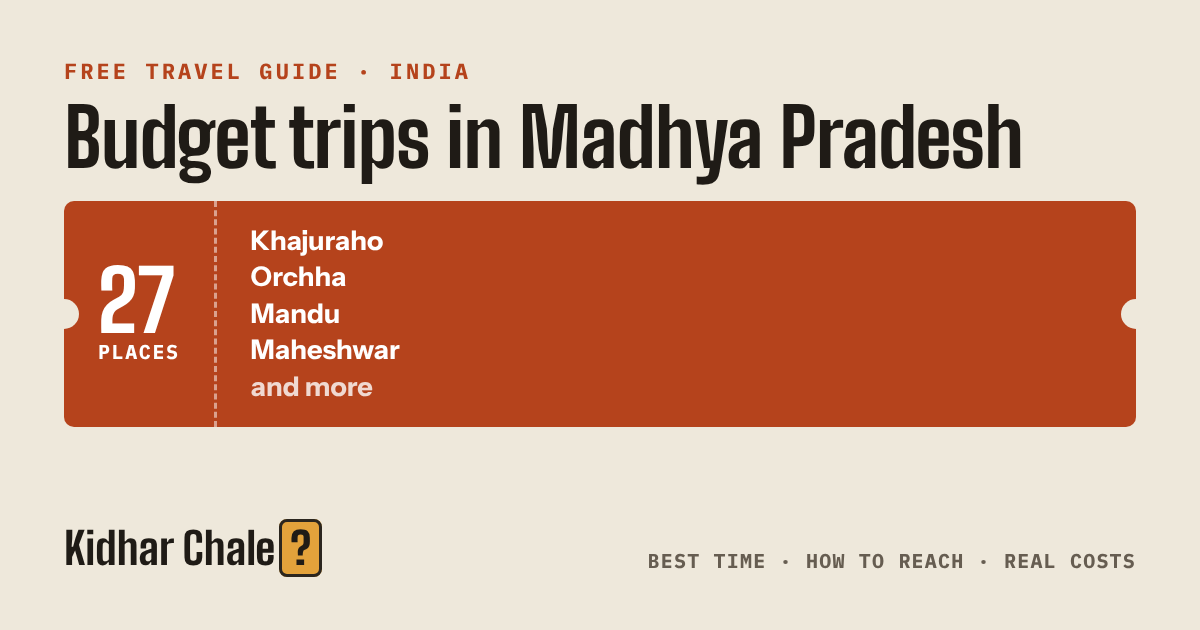 FREE TRAVEL GUIDE · INDIA
Budget trips in Madhya Pradesh
27
PLACES
Khajuraho
Orchha
Mandu
Maheshwar
and more
Kidhar Chale ?
BEST TIME · HOW TO REACH · REAL COSTS